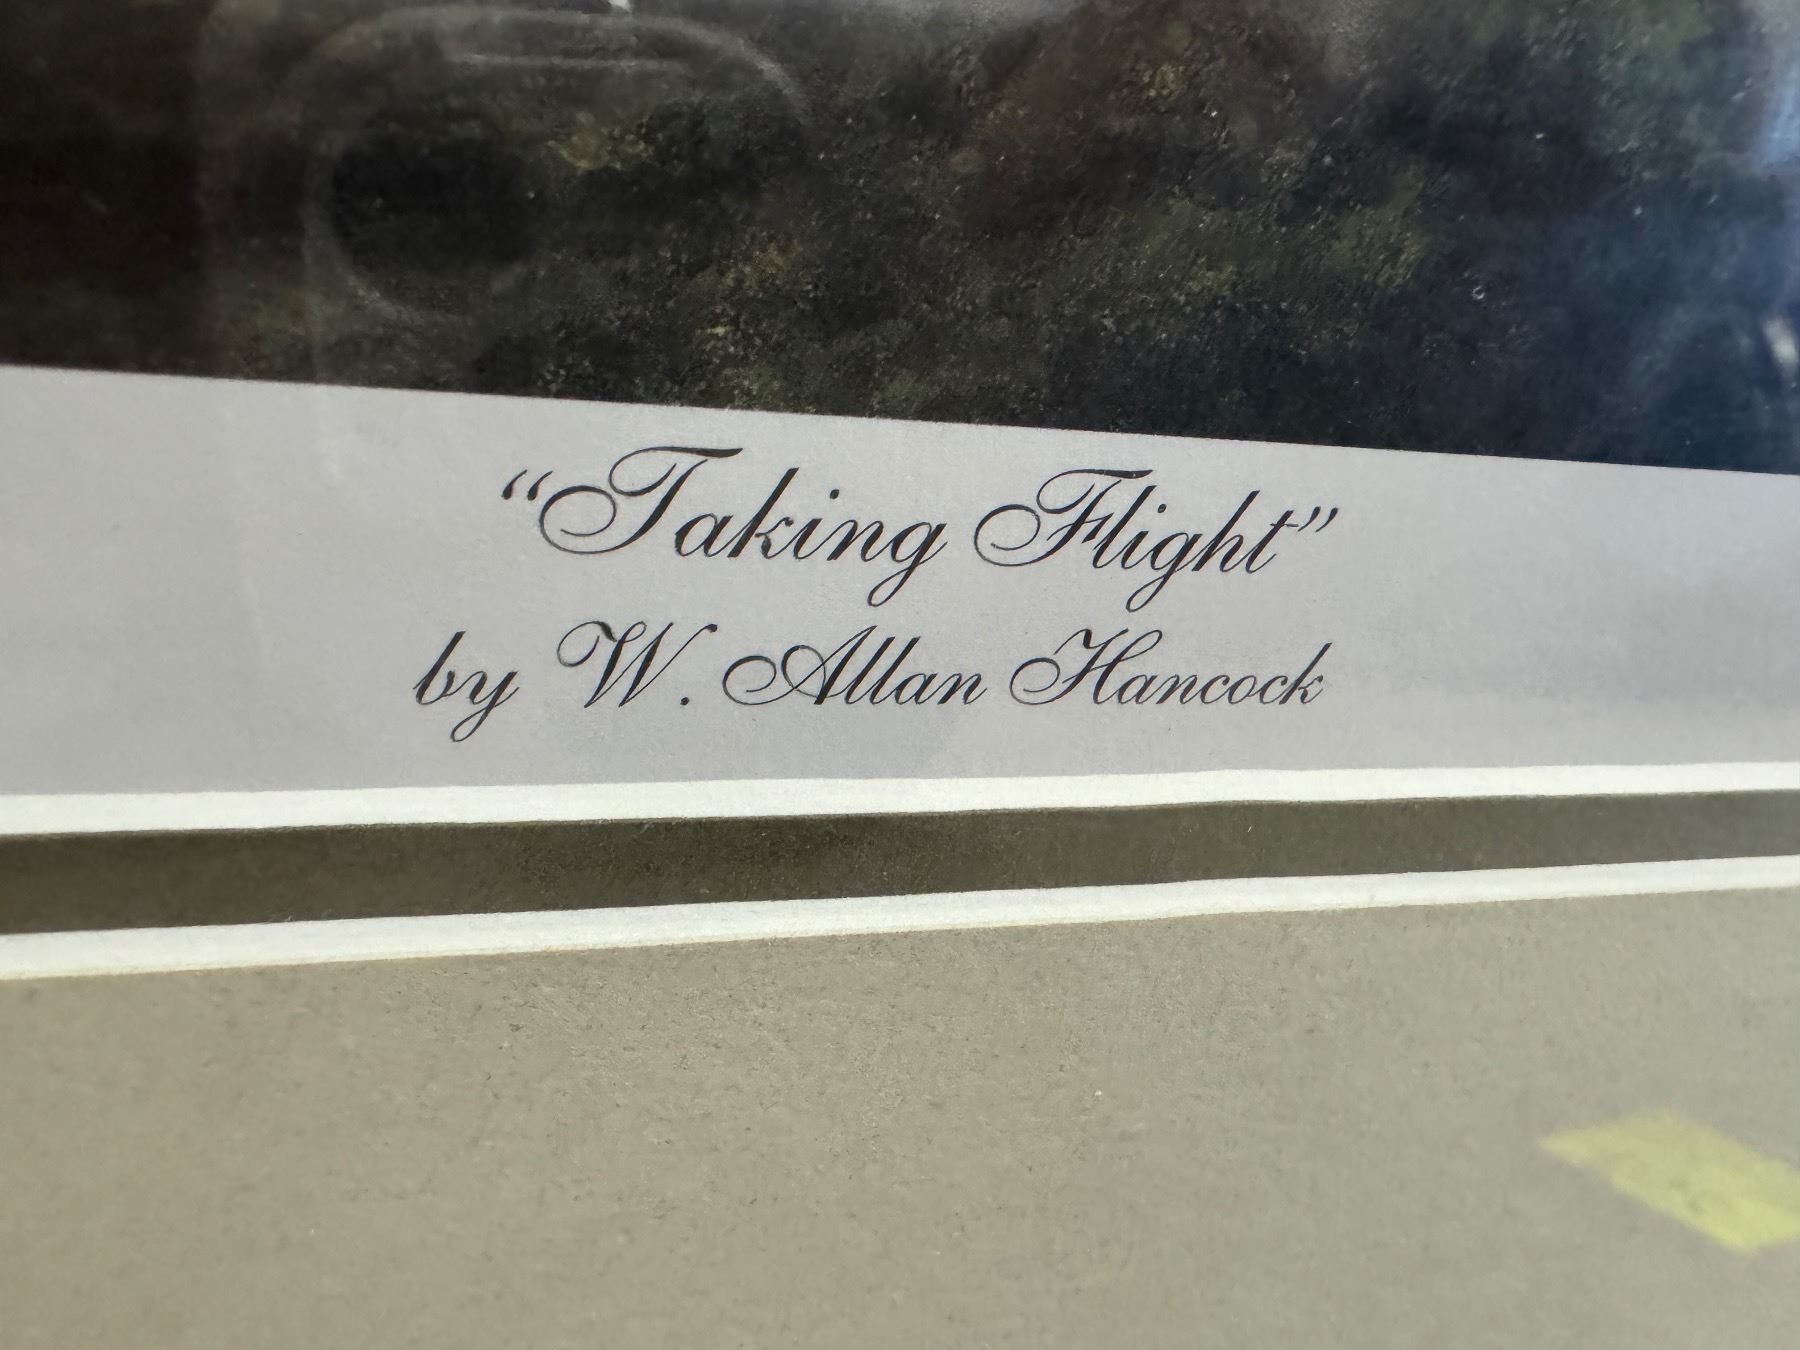 “Taking Flight”
by W. Allan Hancock